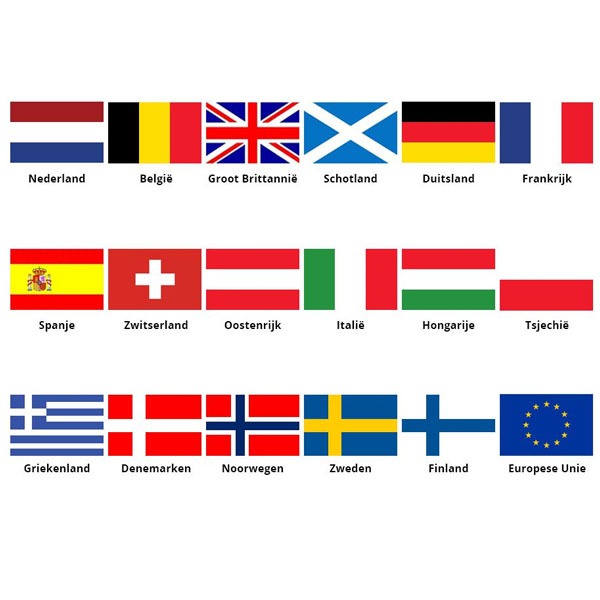 Nederland
België
Groot Brittannië
Schotland
Duitsland
Frankrijk
Spanje
Zwitserland
Oostenrijk
Italië
Hongarije
Tsjechië
Griekenland
Denemarken
Noorwegen
Zweden
Finland
Europese Unie